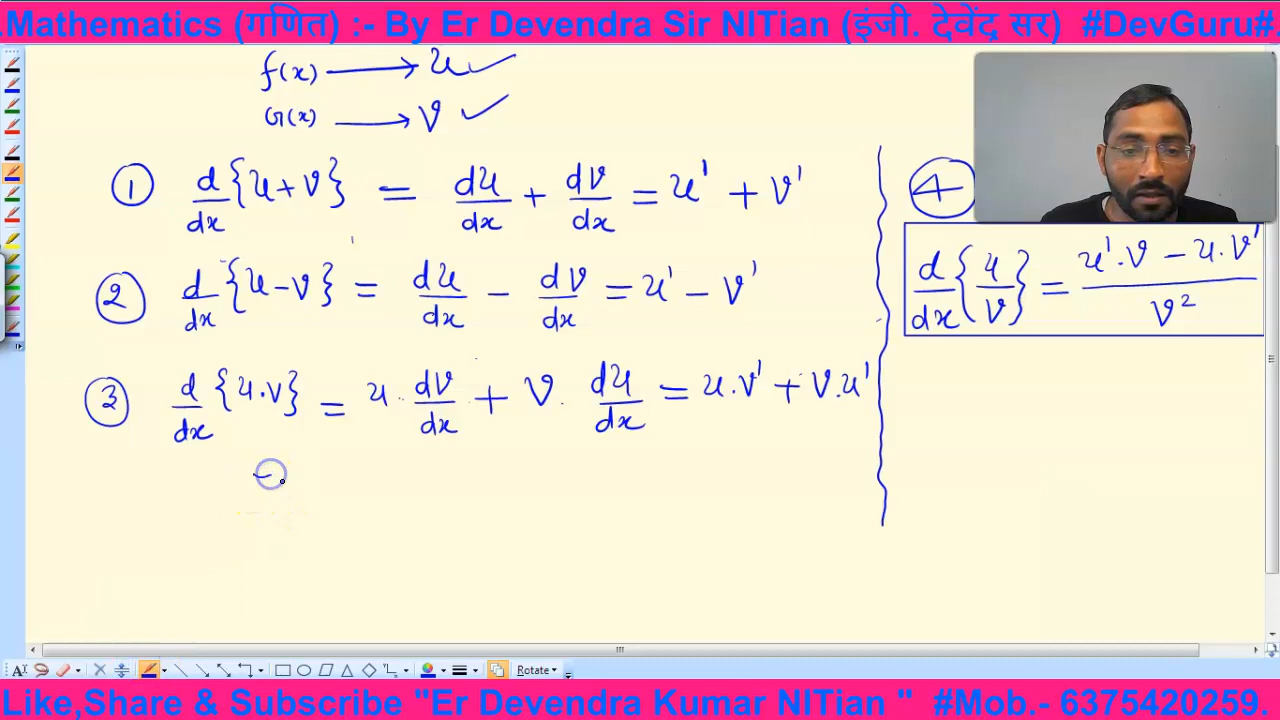 .Mathematics (गणित) :- By Er Devendra Sir NITian (इंजी. देवेंद्र सर) #DevGuru#.
f(x) ⟶ u ✓
G(x) ⟶ v ✓
① d/dx {u+v} = du/dx + dv/dx = u' + v'
② d/dx {u-v} = du/dx - dv/dx = u' - v'
③ d/dx {u.v} = u. dv/dx + v. du/dx = u.v' + v.u'
④
d/dx {u/v} = (u'.v - u.v')/v²
Rotate
Like,Share & Subscribe "Er Devendra Kumar NITian " #Mob.- 6375420259.